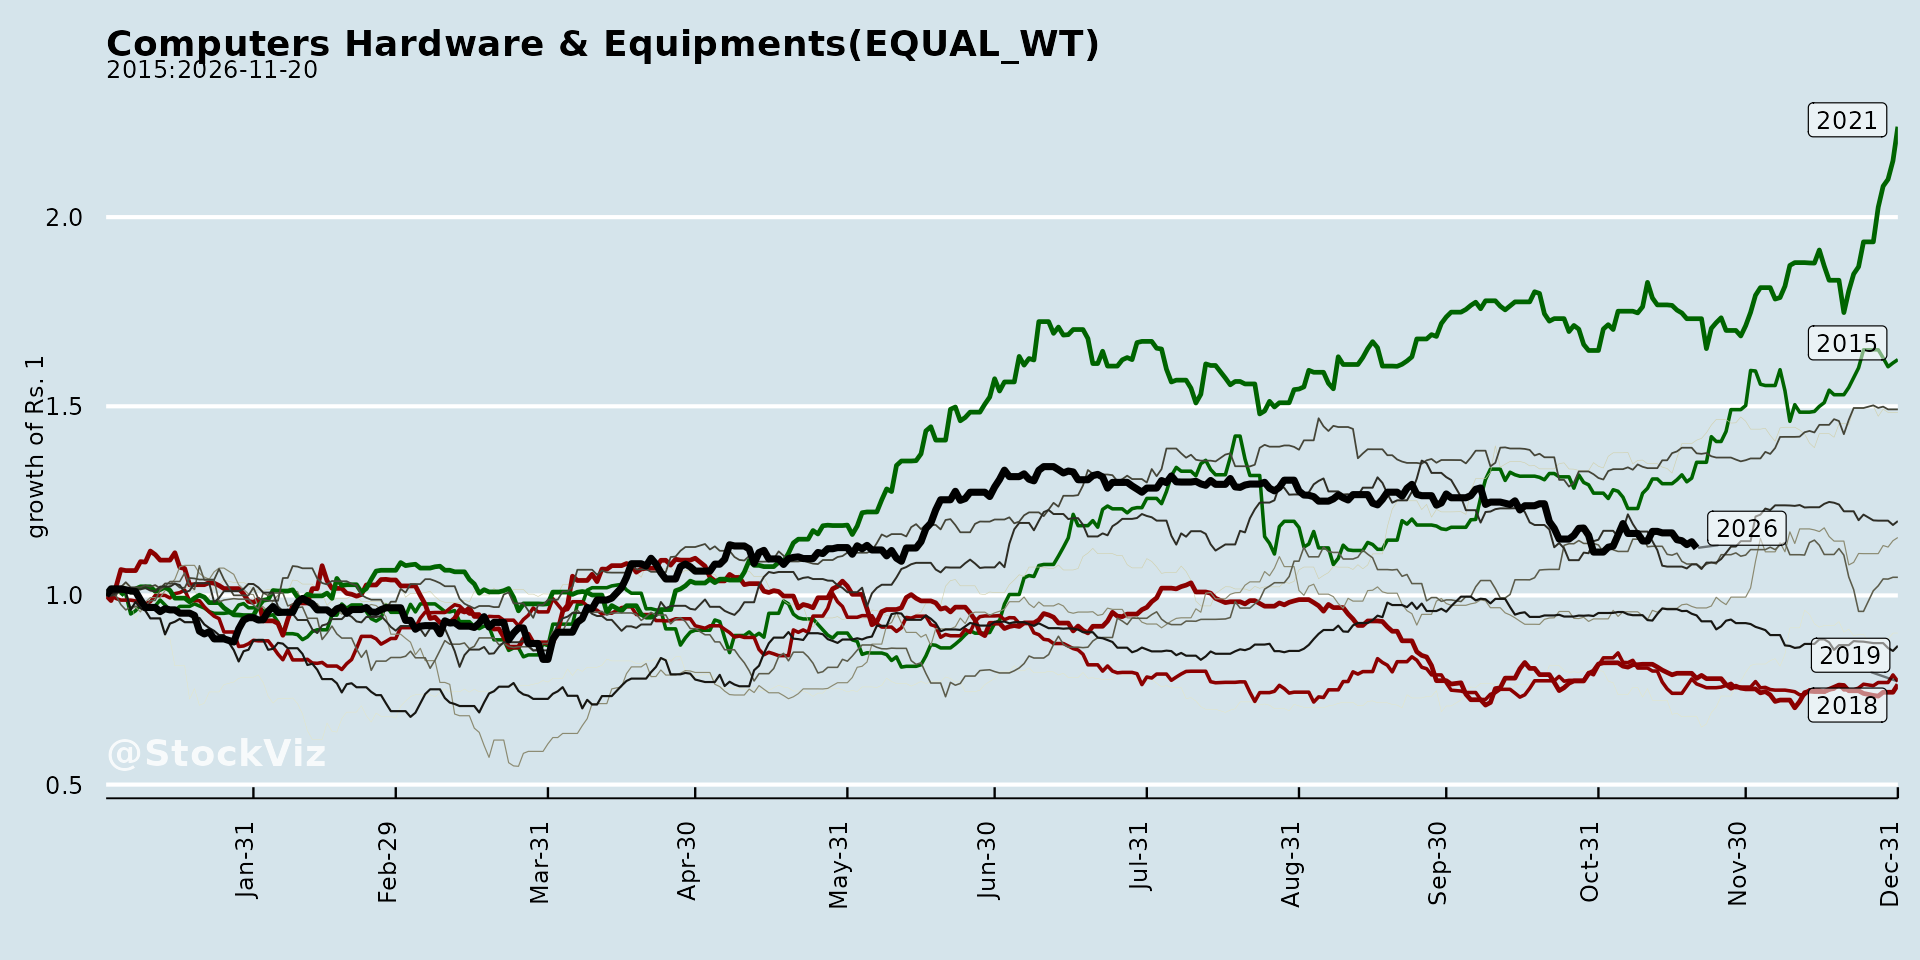 Computers Hardware & Equipments(EQUAL_WT)
2015:2026-11-20
growth of Rs. 1
2.0
1.5
1.0
0.5
2021
2015
2026
2019
2018
@StockViz
Jan-31
Feb-29
Mar-31
Apr-30
May-31
Jun-30
Jul-31
Aug-31
Sep-30
Oct-31
Nov-30
Dec-31